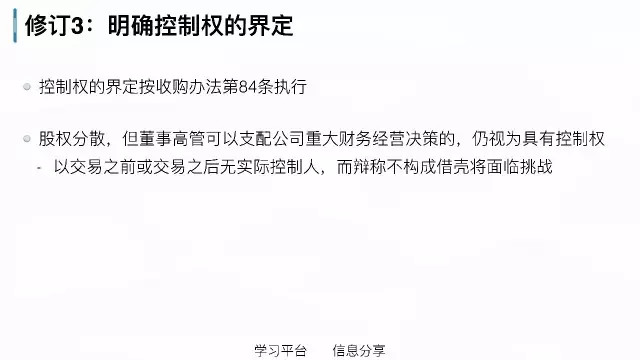 修订3：明确控制权的界定
控制权的界定按收购办法第84条执行
股权分散，但董事高管可以支配公司重大财务经营决策的，仍视为具有控制权
- 以交易之前或交易之后无实际控制人，而辩称不构成借壳将面临挑战
学习平台 信息分享